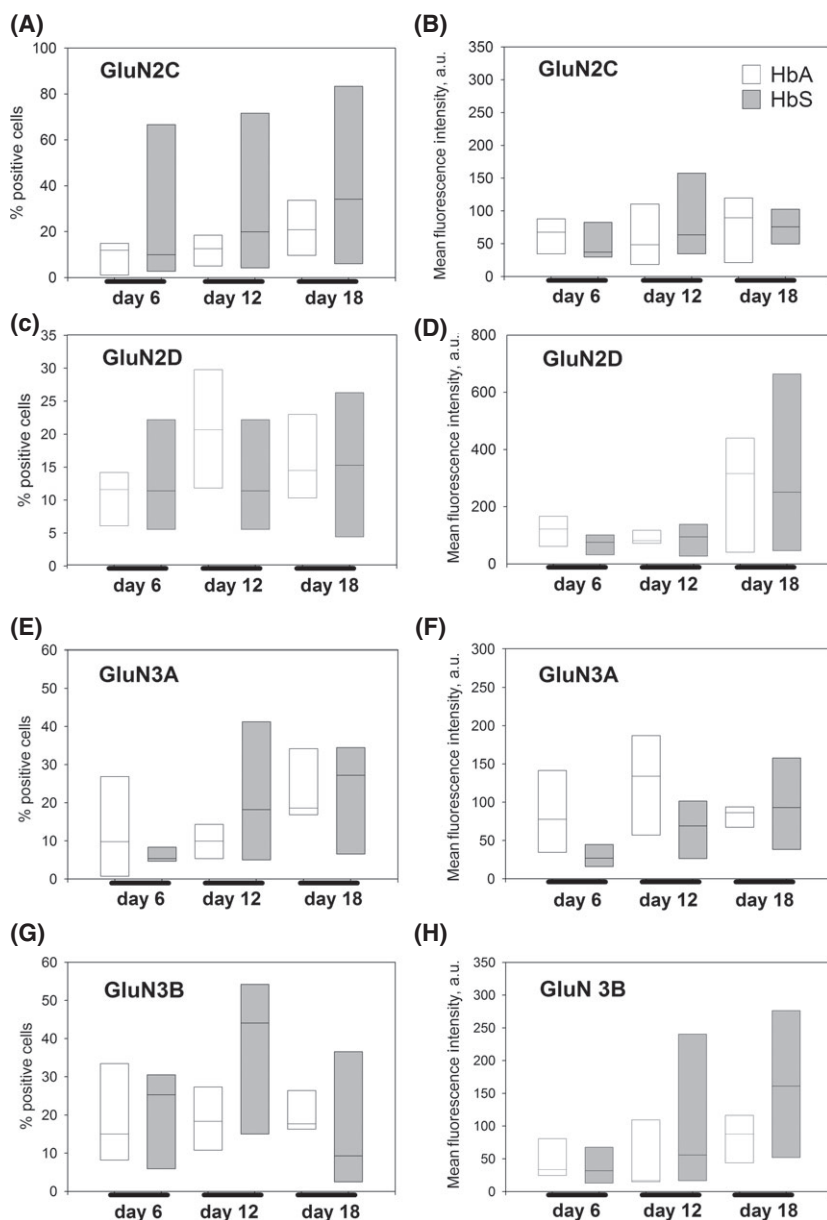 (A)
GluN2C
% positive cells
100
80
60
40
20
0
day 6 day 12 day 18
(B)
GluN2C
HbA
HbS
Mean fluorescence intensity, a.u.
350
300
250
200
150
100
50
0
day 6 day 12 day 18
(c)
GluN2D
% positive cells
35
30
25
20
15
10
5
0
day 6 day 12 day 18
(D)
GluN2D
Mean fluorescence intensity, a.u.
800
600
400
200
0
day 6 day 12 day 18
(E)
GluN3A
% positive cells
60
50
40
30
20
10
0
day 6 day 12 day 18
(F)
GluN3A
Mean fluorescence intensity, a.u.
300
250
200
150
100
50
0
day 6 day 12 day 18
(G)
GluN3B
% positive cells
60
50
40
30
20
10
0
day 6 day 12 day 18
(H)
GluN 3B
Mean fluorescence intensity, a.u.
350
300
250
200
150
100
50
0
day 6 day 12 day 18